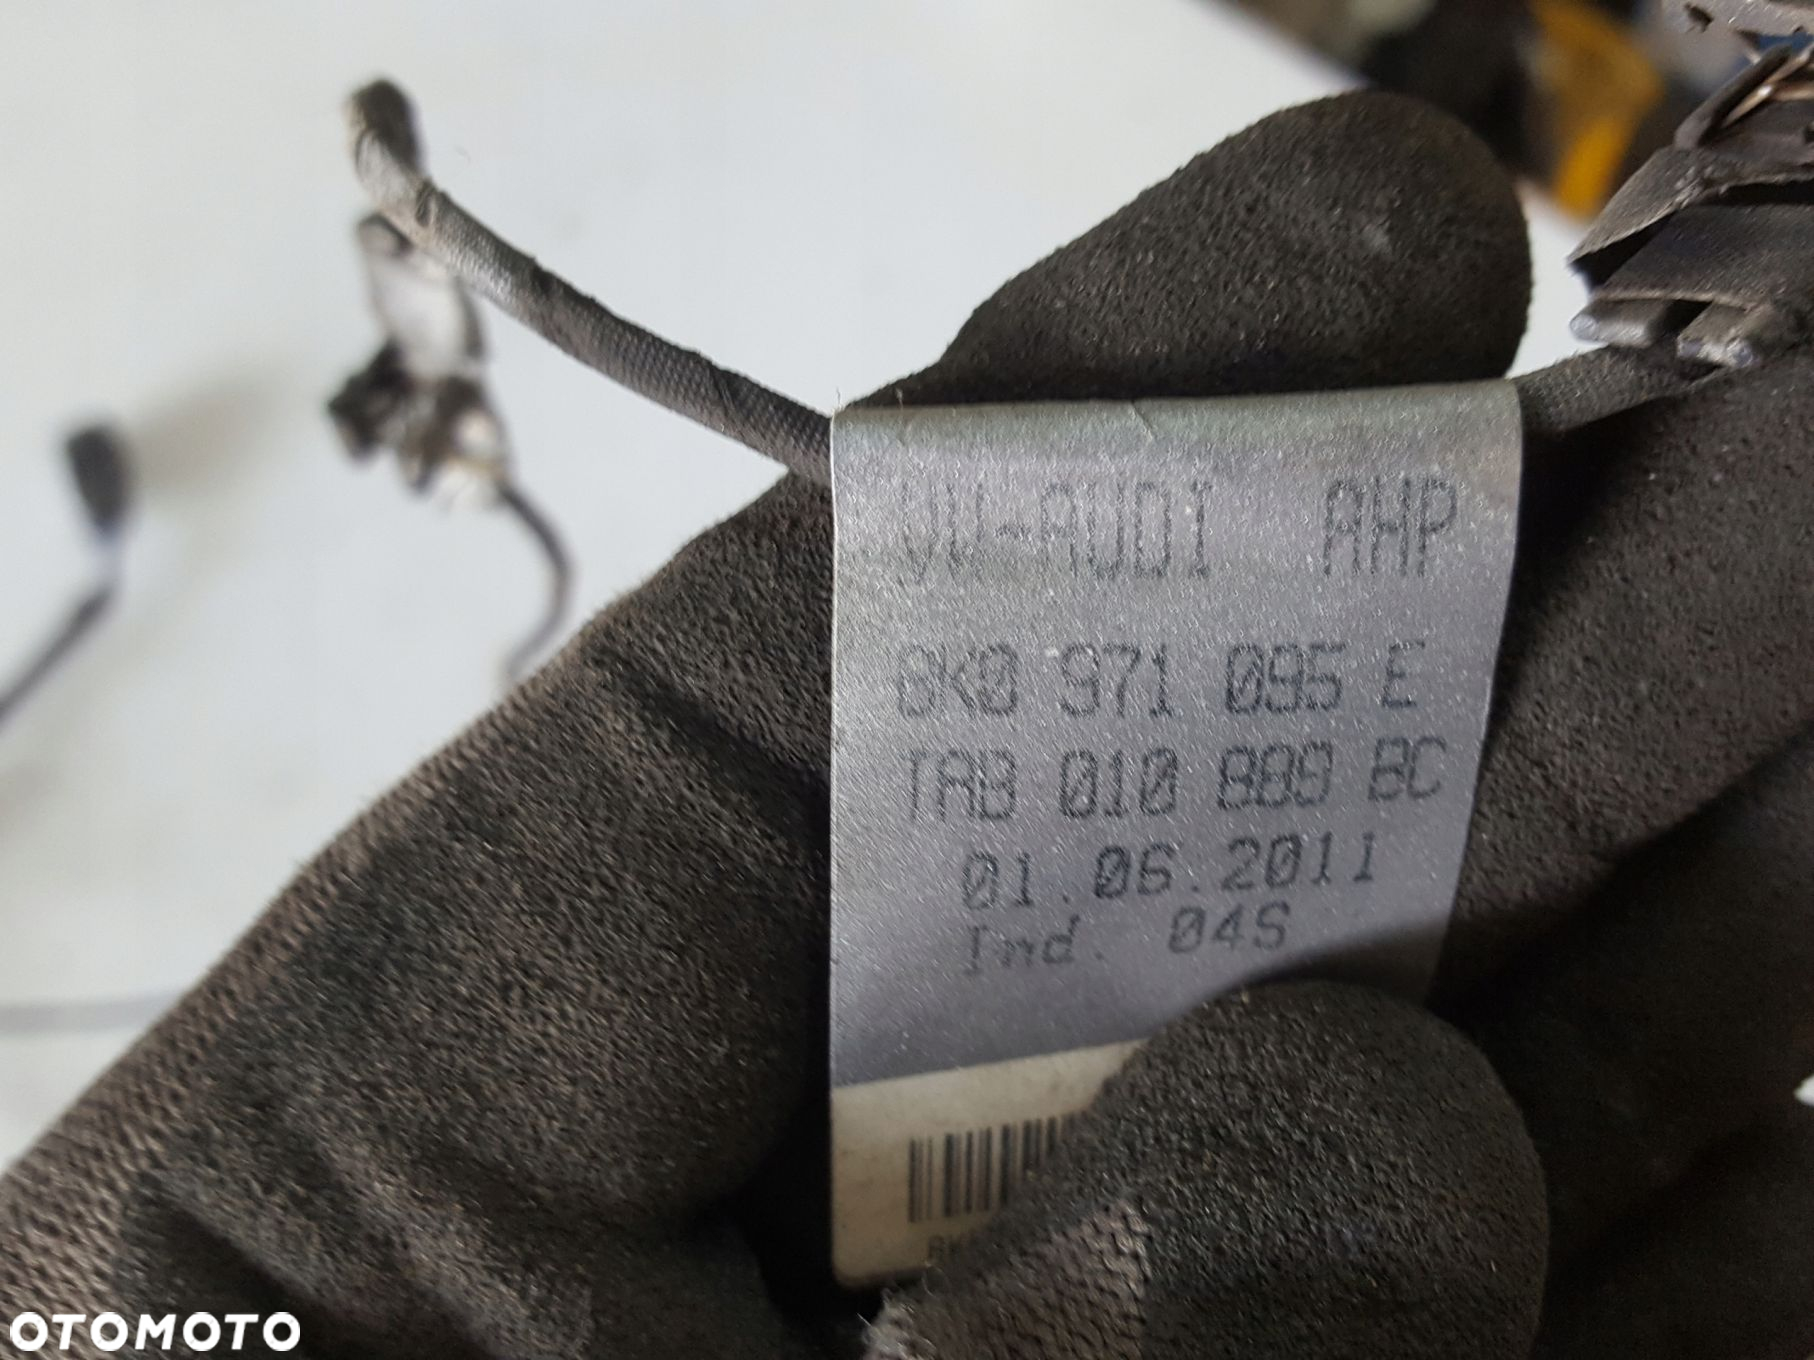 VW-AUDI AHP
8K0 971 095 E
TAB 010 889 BC
01.06.2011
Ind. 04S
OTOMOTO